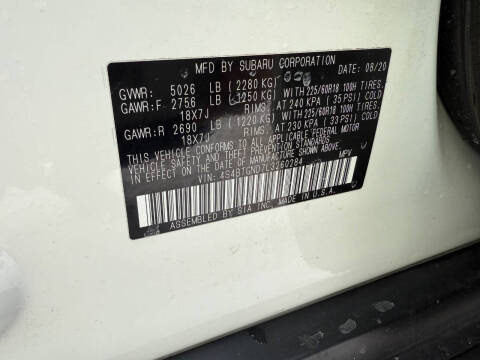 MFD BY SUBARU CORPORATION DATE: 08/20
GVWR: 5026 LB (2280 KG)
GAWR:F 2756 LB (1250 KG) WITH 225/60R18 100H TIRES
18X7J RIMS AT 240 KPA (35 PSI) COLD
GAWR:R 2690 LB (1220 KG) WITH 225/60R18 100H TIRES
18X7J RIMS AT 230 KPA (33 PSI) COLD
THIS VEHICLE CONFORMS TO ALL APPLICABLE FEDERAL MOTOR
VEHICLE SAFETY STANDARDS IN EFFECT ON THE
DATE OF MANUFACTURE SHOWN ABOVE.
VIN: 4S4BTGND7L3260284 MPV
ASSEMBLED BY SIA INC. MADE IN U.S.A.